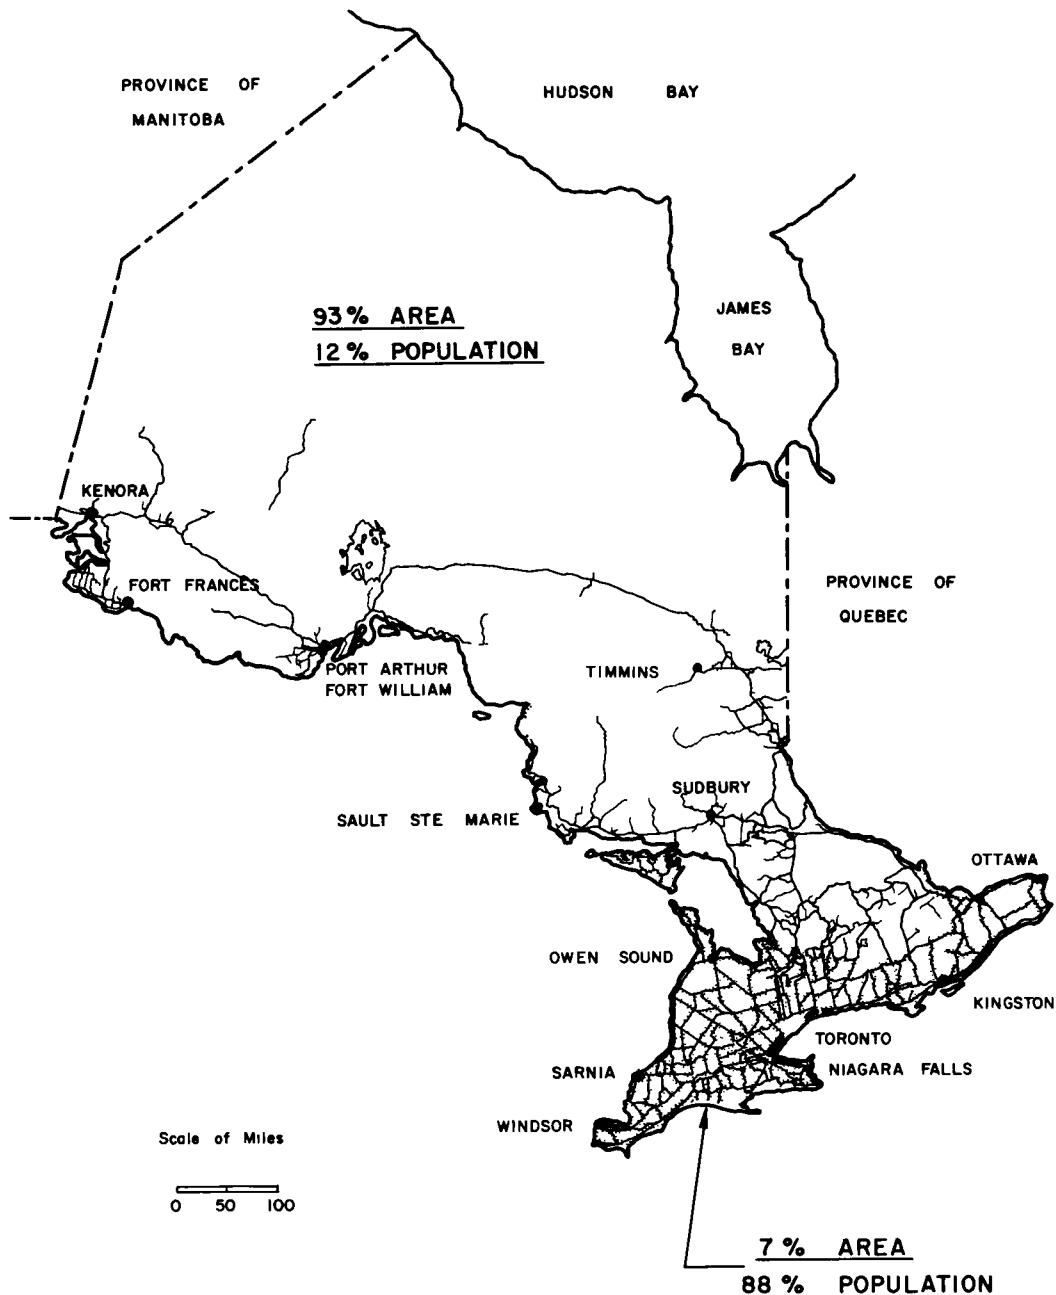 PROVINCE OF
MANITOBA
HUDSON BAY
JAMES
BAY
93% AREA
12% POPULATION
KENORA
FORT FRANCES
PROVINCE OF
QUEBEC
PORT ARTHUR
FORT WILLIAM
TIMMINS
SUDBURY
SAULT STE MARIE
OTTAWA
OWEN SOUND
KINGSTON
TORONTO
SARNIA
NIAGARA FALLS
WINDSOR
Scale of Miles
0 50 100
7% AREA
88% POPULATION